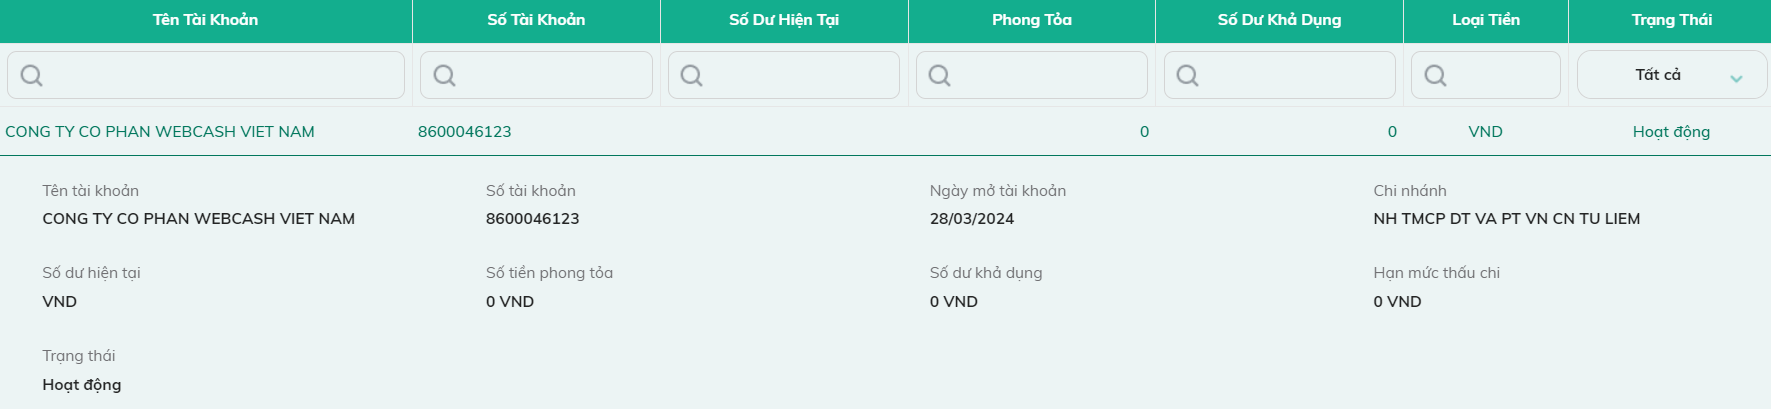 Tên Tài Khoản Số Tài Khoản Số Dư Hiện Tại Phong Tỏa Số Dư Khả Dụng Loại Tiền Trạng Thái
Tất cả
CONG TY CO PHAN WEBCASH VIET NAM 8600046123 0 0 VND Hoạt động
Tên tài khoản Số tài khoản Ngày mở tài khoản Chi nhánh
CONG TY CO PHAN WEBCASH VIET NAM 8600046123 28/03/2024 NH TMCP DT VA PT VN CN TU LIEM
Số dư hiện tại Số tiền phong tỏa Số dư khả dụng Hạn mức thấu chi
VND 0 VND 0 VND 0 VND
Trạng thái
Hoạt động